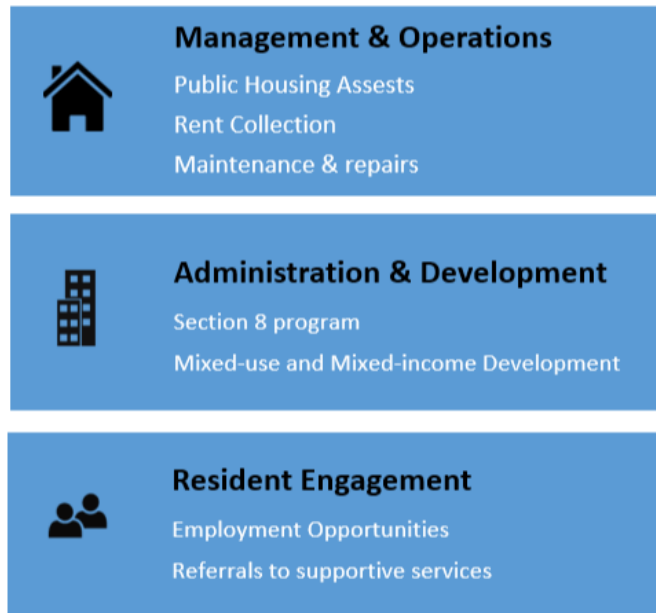 Management & Operations
Public Housing Assests
Rent Collection
Maintenance & repairs
Administration & Development
Section 8 program
Mixed-use and Mixed-income Development
Resident Engagement
Employment Opportunities
Referrals to supportive services